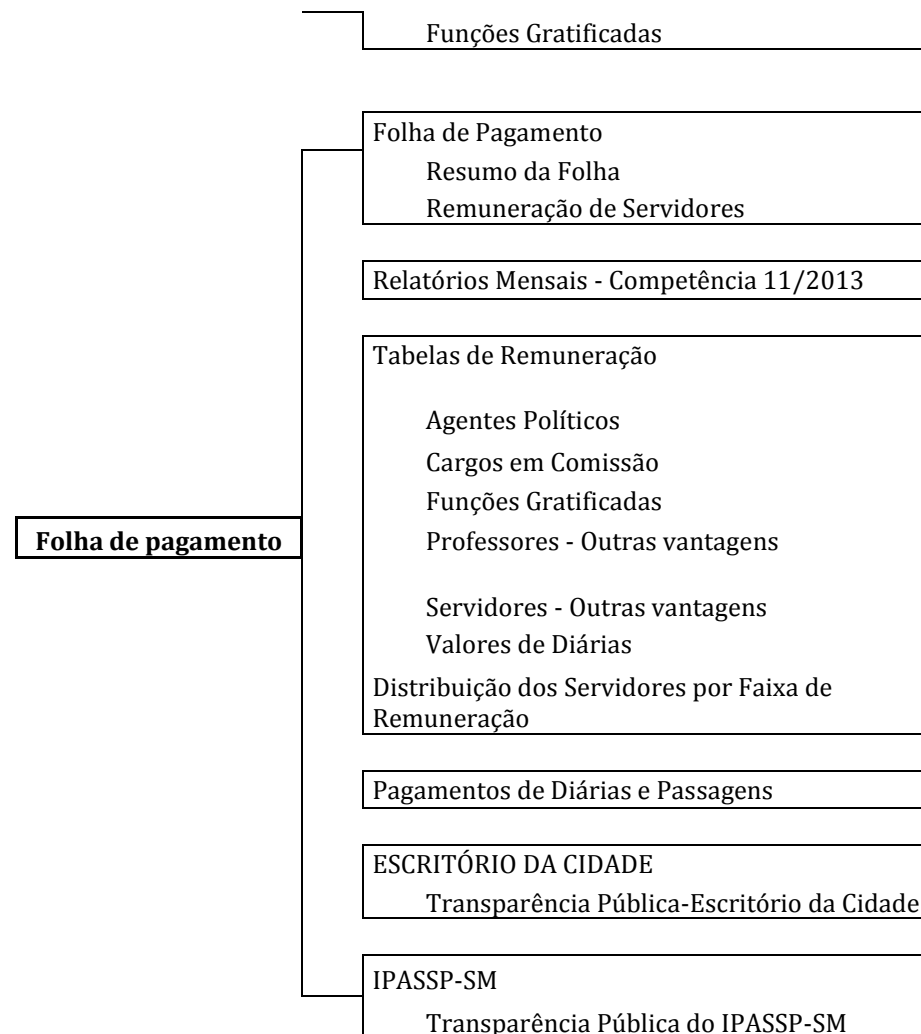 Funções Gratificadas
Folha de Pagamento
Resumo da Folha
Remuneração de Servidores
Relatórios Mensais - Competência 11/2013
Tabelas de Remuneração
Agentes Políticos
Cargos em Comissão
Funções Gratificadas
Folha de pagamento
Professores - Outras vantagens
Servidores - Outras vantagens
Valores de Diárias
Distribuição dos Servidores por Faixa de
Remuneração
Pagamentos de Diárias e Passagens
ESCRITÓRIO DA CIDADE
Transparência Pública-Escritório da Cidade
IPASSP-SM
Transparência Pública do IPASSP-SM